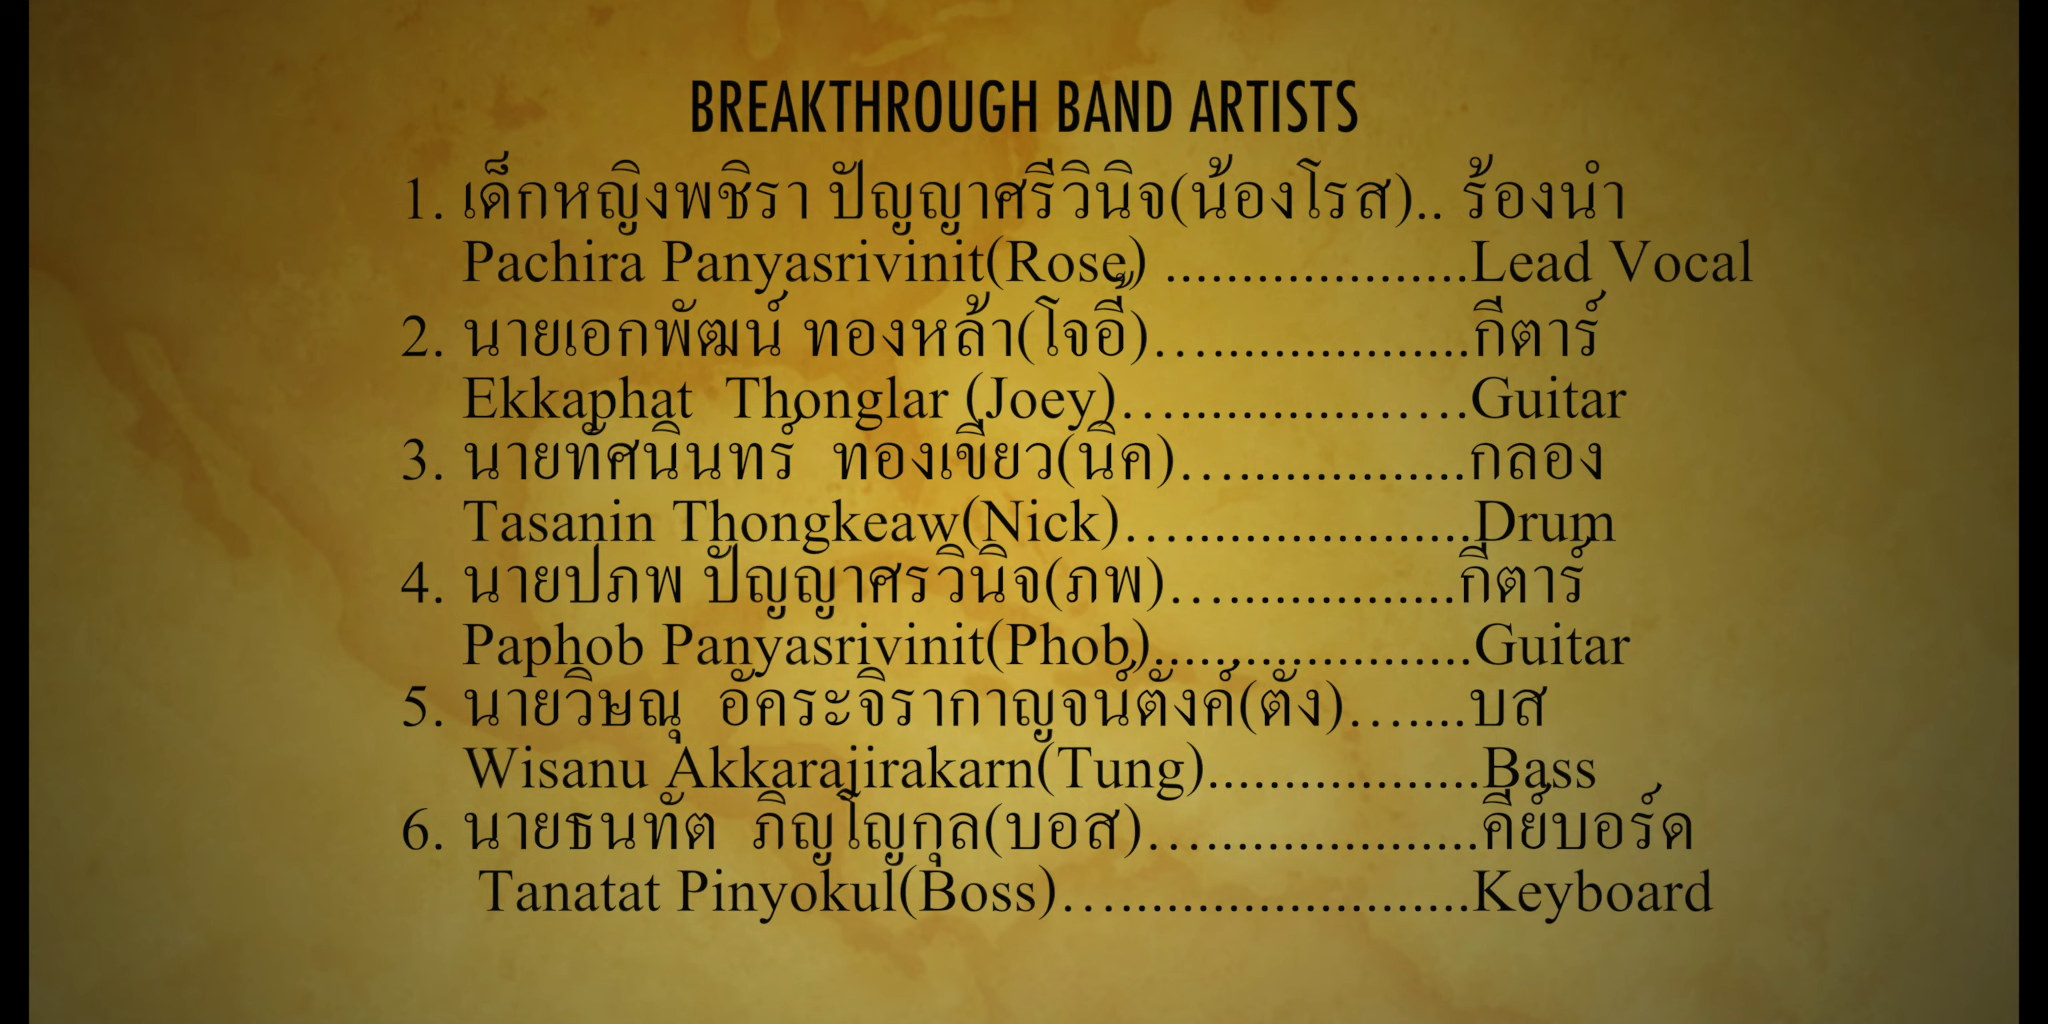 BREAKTHROUGH BAND ARTISTS
1. เด็กหญิงพชิรา ปัญญาศรีวินิจ(น้องโรส).. ร้องนำ
Pachira Panyasrivinit(Rose) ....................Lead Vocal
2. นายเอกพัฒน์ ทองหล้า(โจอี้)…..................กีตาร์
Ekkaphat  Thonglar (Joey)…...............….Guitar
3. นายทัศนินทร์  ทองเขียว(นิค)…...............กลอง
Tasanin Thongkeaw(Nick)…....................Drum
4. นายปภพ ปัญญาศรวินิจ(ภพ)…................กีตาร์
Paphob Panyasrivinit(Phob).....................Guitar
5. นายวิษณุ  อัคระจิรากาญจน์ตังค์(ตัง)…....บส
Wisanu Akkarajirakarn(Tung)..................Bass
6. นายธนทัต  ภิญโญกุล(บอส)…...................คีย์บอร์ด
Tanatat Pinyokul(Boss)…........................Keyboard